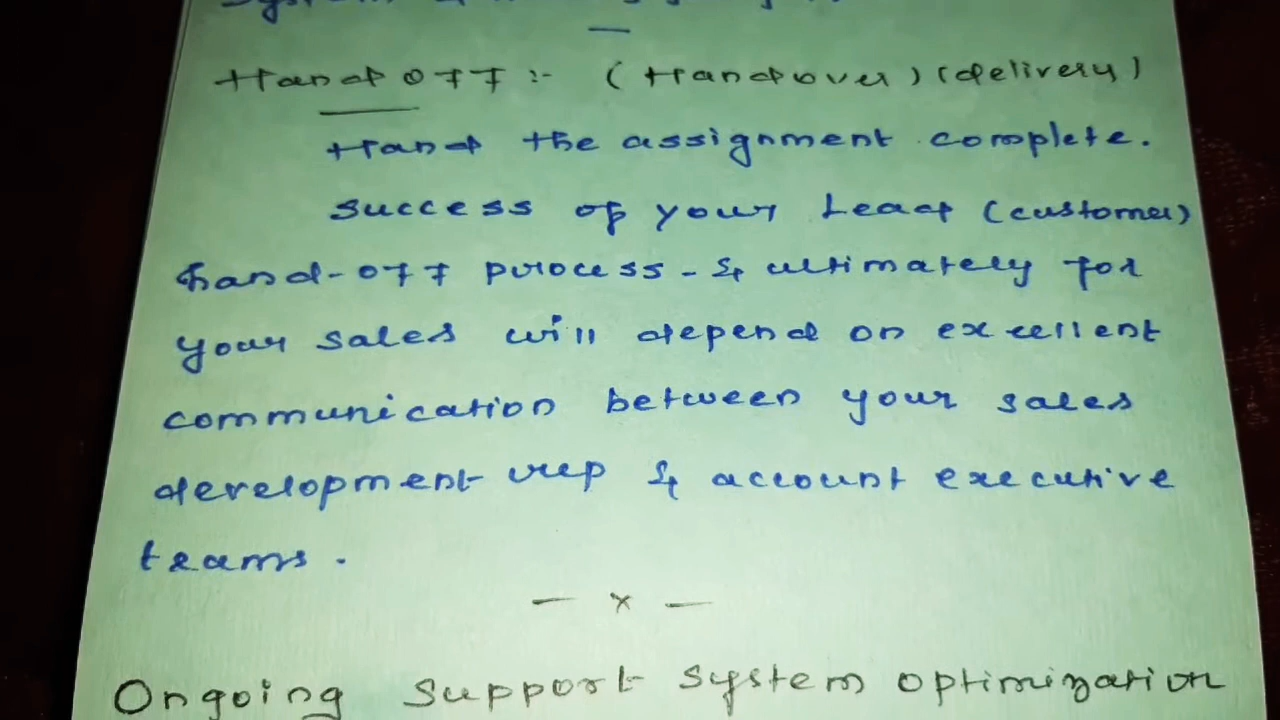 Hand off :- (Handover) (delivery)
Hand the assignment complete.
success of your Lead (customer)
hand-off process - & ultimately for
your sales will depend on excellent
communication between your sales
development rep & account executive
teams.
— x —
Ongoing support system optimization